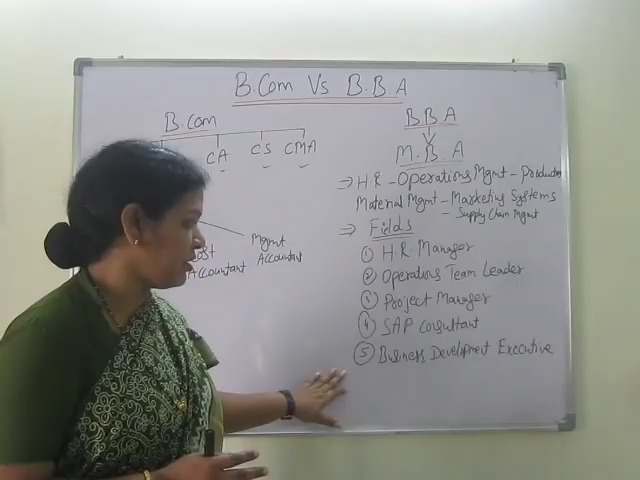 B.Com Vs B.B.A
B.Com
CA CS CMA
Mgmt
Accountant
Accountant
BBA
M.B.A
⇒ H.R - Operations Mgmt - Production
Material Mgmt - Marketing Systems
- Supply Chain Mgmt
⇒ Fields
① H.R Manager
② Operations Team Leader
③ Project Manager
④ SAP Consultant
⑤ Business Development Executive